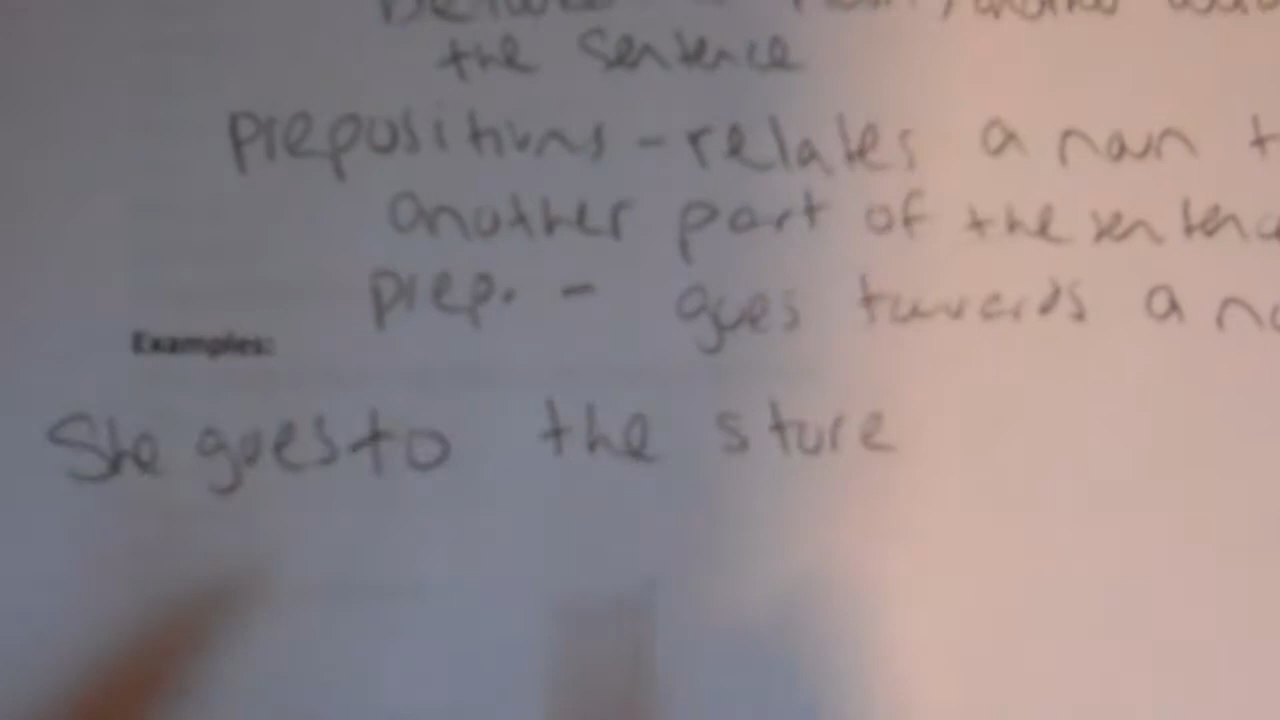 the sentence
prepositions - relates a noun
another part of the sentence
prep. - goes towards a
Examples:
She goes to the store